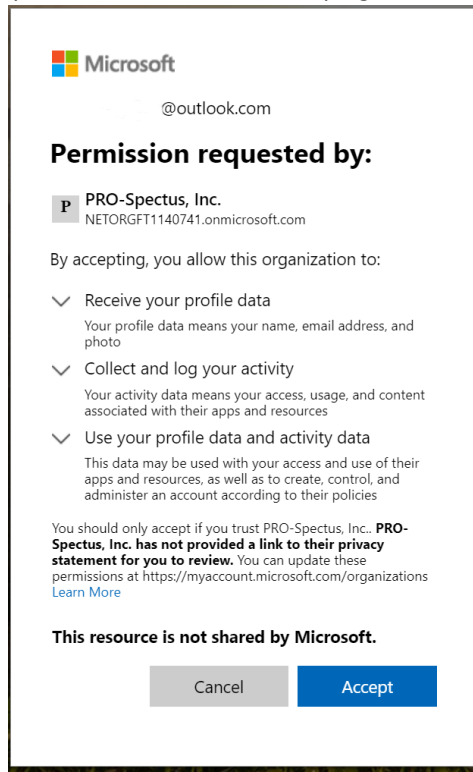 Microsoft
@outlook.com
Permission requested by:
P
PRO-Spectus, Inc.
NETORGFT1140741.onmicrosoft.com
By accepting, you allow this organization to:
Receive your profile data
Your profile data means your name, email address, and
photo
Collect and log your activity
Your activity data means your access, usage, and content
associated with their apps and resources
Use your profile data and activity data
This data may be used with your access and use of their
apps and resources, as well as to create, control, and
administer an account according to their policies
You should only accept if you trust PRO-Spectus, Inc.. PRO-
Spectus, Inc. has not provided a link to their privacy
statement for you to review. You can update these
permissions at https://myaccount.microsoft.com/organizations
Learn More
This resource is not shared by Microsoft.
Cancel
Accept